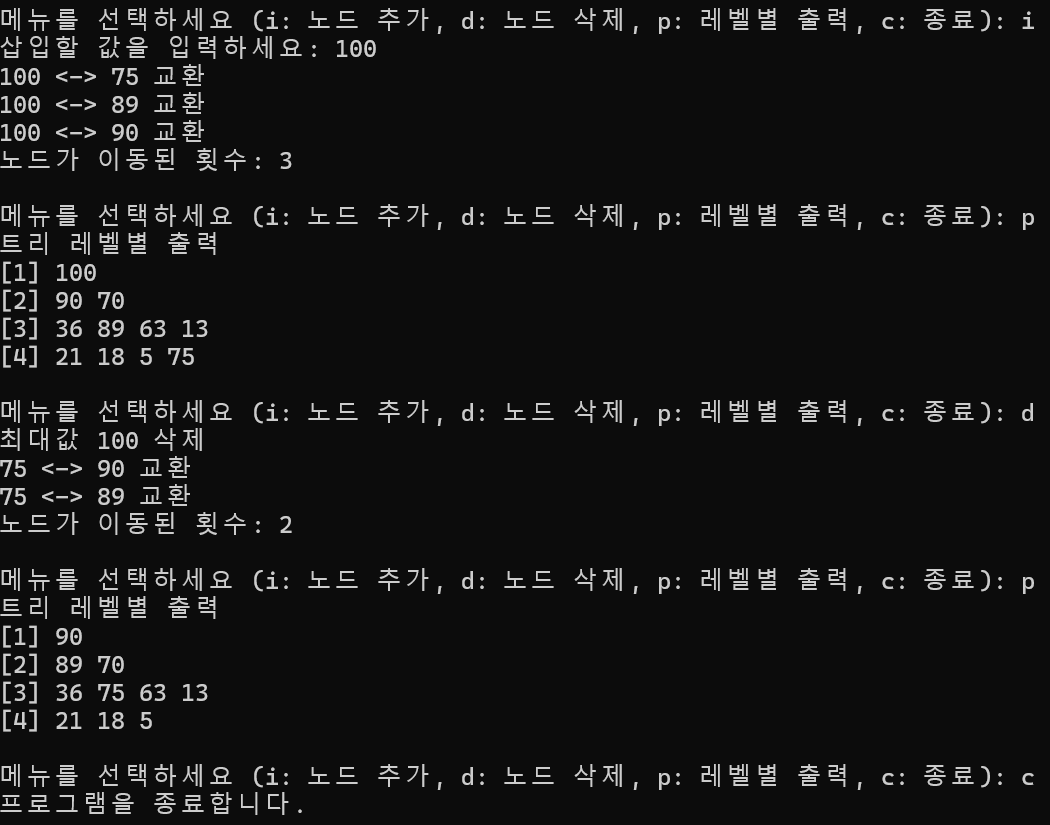 메뉴를 선택하세요 (i: 노드 추가, d: 노드 삭제, p: 레벨별 출력, c: 종료): i
삽입할 값을 입력하세요: 100
100 <-> 75 교환
100 <-> 89 교환
100 <-> 90 교환
노드가 이동된 횟수: 3
메뉴를 선택하세요 (i: 노드 추가, d: 노드 삭제, p: 레벨별 출력, c: 종료): p
트리 레벨별 출력
[1] 100
[2] 90 70
[3] 36 89 63 13
[4] 21 18 5 75
메뉴를 선택하세요 (i: 노드 추가, d: 노드 삭제, p: 레벨별 출력, c: 종료): d
최대값 100 삭제
75 <-> 90 교환
75 <-> 89 교환
노드가 이동된 횟수: 2
메뉴를 선택하세요 (i: 노드 추가, d: 노드 삭제, p: 레벨별 출력, c: 종료): p
트리 레벨별 출력
[1] 90
[2] 89 70
[3] 36 75 63 13
[4] 21 18 5
메뉴를 선택하세요 (i: 노드 추가, d: 노드 삭제, p: 레벨별 출력, c: 종료): c
프로그램을 종료합니다.